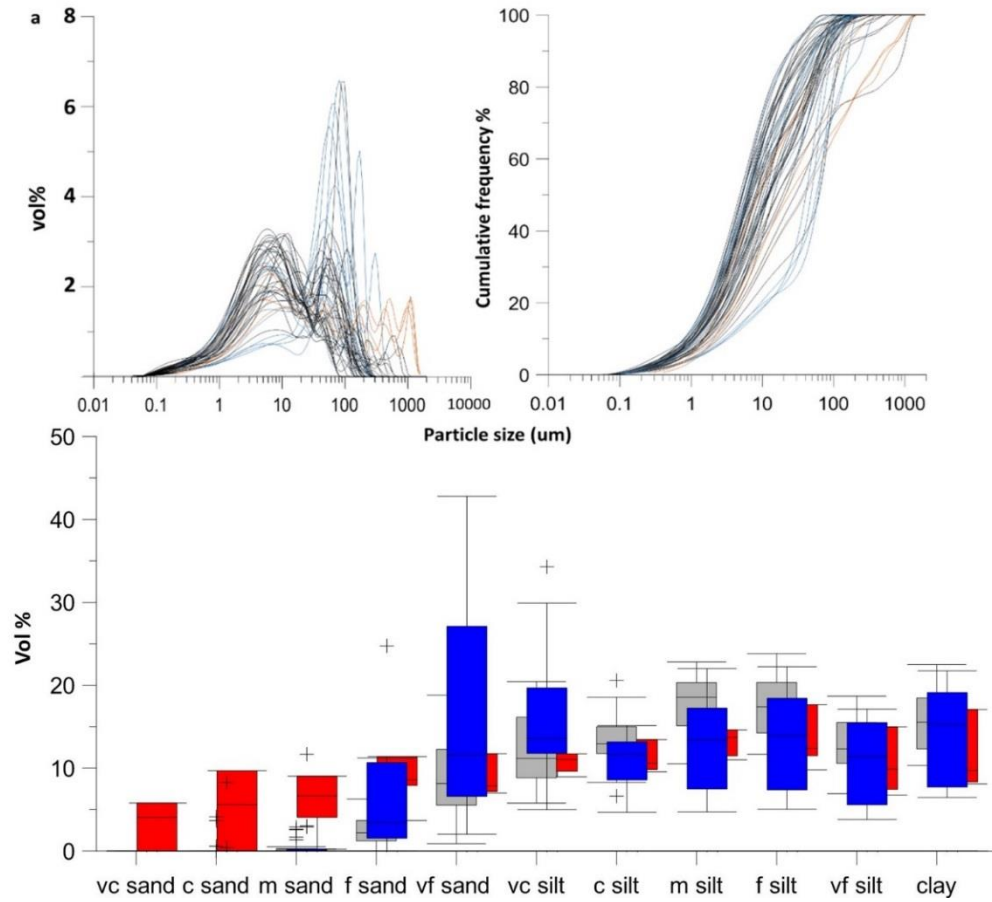 a
8
6
4
2
vol%
0.01 0.1 1 10 100 1000 10000
100
80
60
40
20
0
Cumulative frequency %
0.01 0.1 1 10 100 1000
Particle size (um)
50
40
30
20
10
0
Vol %
vc sand c sand m sand f sand vf sand vc silt c silt m silt f silt vf silt clay